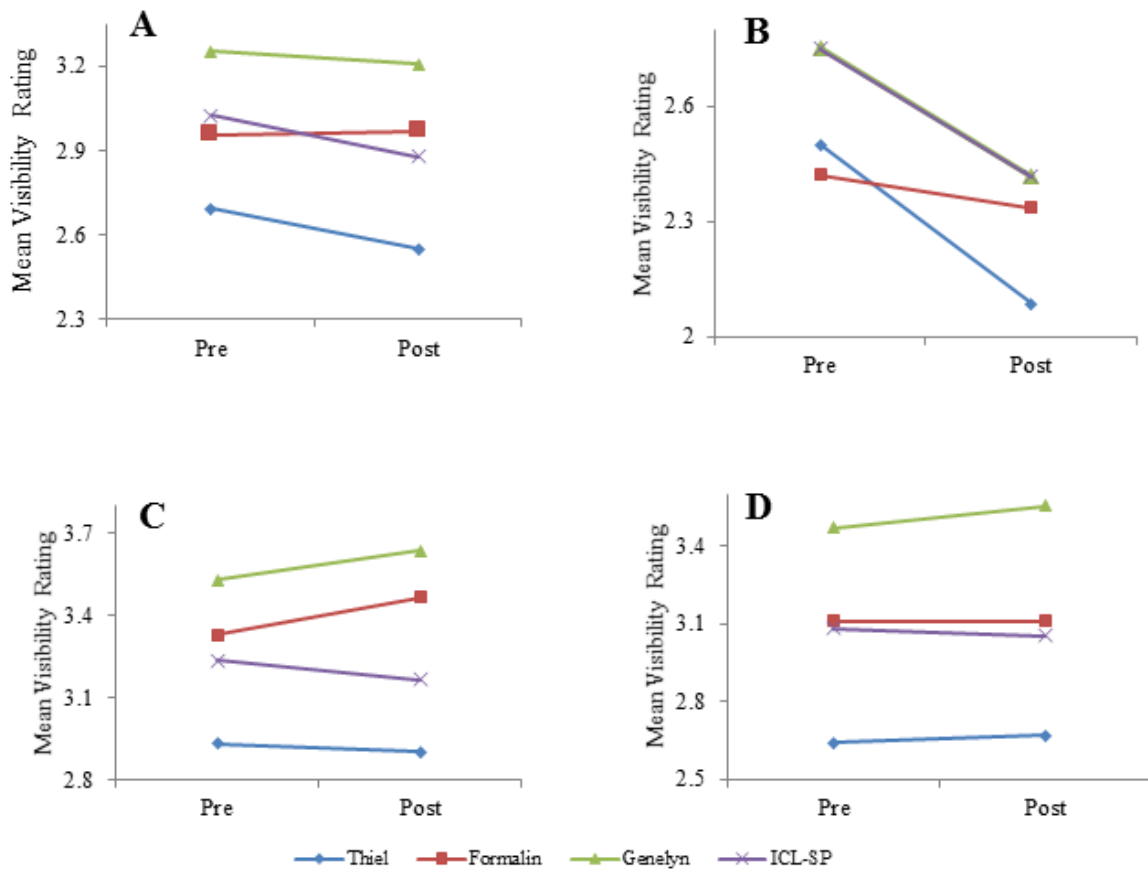 A
Mean Visibility Rating
3.2
2.9
2.6
2.3
Pre Post
B
Mean Visibility Rating
2.6
2.3
2
Pre Post
C
Mean Visibility Rating
3.7
3.4
3.1
2.8
Pre Post
D
Mean Visibility Rating
3.4
3.1
2.8
2.5
Pre Post
Thiel Formalin Genelyn ICL-SP